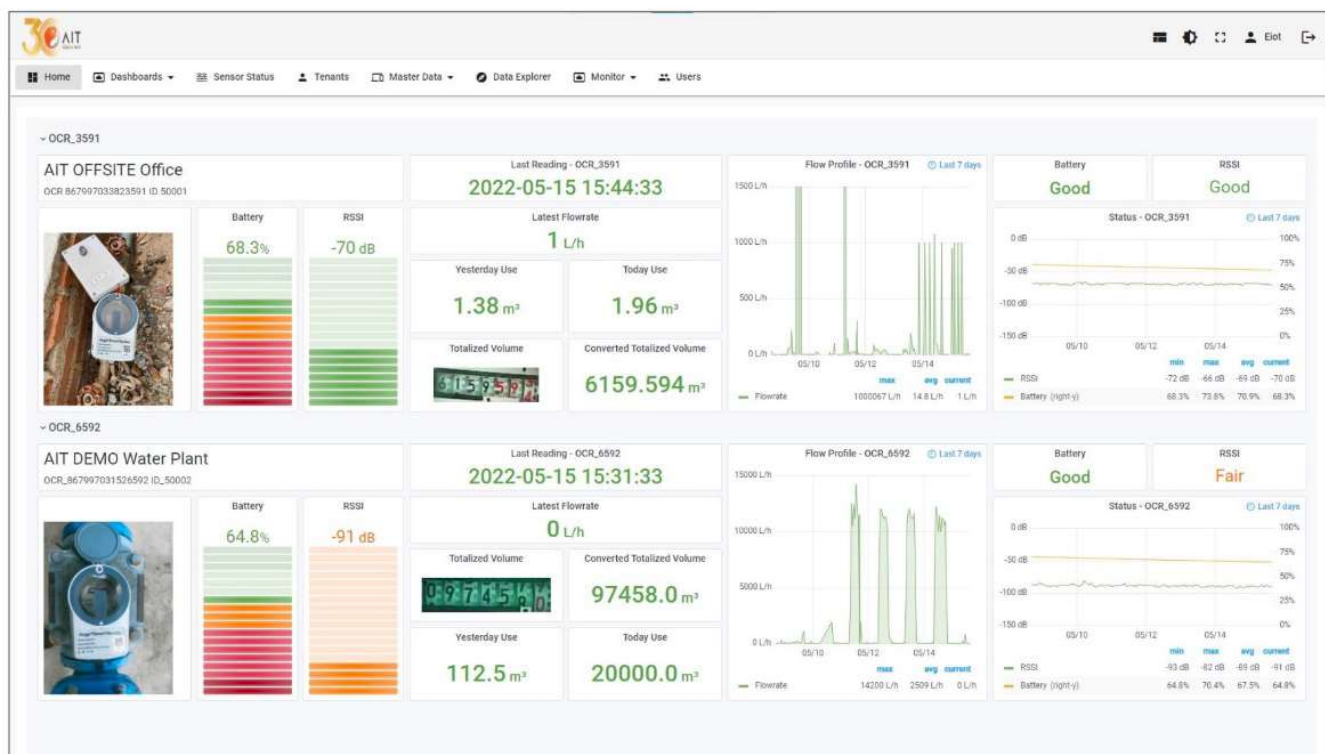 30 AIT
Eiot
Home Dashboards Sensor Status Tenants Master Data Data Explorer Monitor Users
OCR_3591
AIT OFFSITE Office
OCR 867997033823591 ID 50001
Battery
68.3%
RSSI
-70 dB
Last Reading - OCR_3591
2022-05-15 15:44:33
Latest Flowrate
1 L/h
Yesterday Use
1.38 m³
Today Use
1.96 m³
Totalized Volume
Converted Totalized Volume
6159.594 m³
Flow Profile - OCR_3591 Last 7 days
1500 L/h
1000 L/h
500 L/h
0 L/h
05/10 05/12 05/14
max avg current
Flowrate 1000067 L/h 14.8 L/h 1 L/h
Battery
Good
RSSI
Good
Status - OCR_3591 Last 7 days
0 dB 100%
75%
-50 dB
50%
-100 dB
25%
-150 dB 0%
05/10 05/12 05/14
min max avg current
RSSI -72 dB -66 dB -69 dB -70 dB
Battery (right-y) 68.3% 73.8% 70.9% 68.3%
OCR_6592
AIT DEMO Water Plant
OCR_867997031526592 ID_50002
Battery
64.8%
RSSI
-91 dB
Last Reading - OCR_6592
2022-05-15 15:31:33
Latest Flowrate
0 L/h
Totalized Volume
Converted Totalized Volume
97458.0 m³
Yesterday Use
112.5 m³
Today Use
20000.0 m³
Flow Profile - OCR_6592 Last 7 days
15000 L/h
10000 L/h
5000 L/h
0 L/h
05/10 05/12 05/14
max avg current
Flowrate 14200 L/h 2509 L/h 0 L/h
Battery
Good
RSSI
Fair
Status - OCR_6592 Last 7 days
0 dB 100%
75%
-50 dB
50%
-100 dB
25%
-150 dB 0%
05/10 05/12 05/14
min max avg current
RSSI -93 dB -82 dB -89 dB -91 dB
Battery (right-y) 64.8% 70.4% 67.5% 64.8%